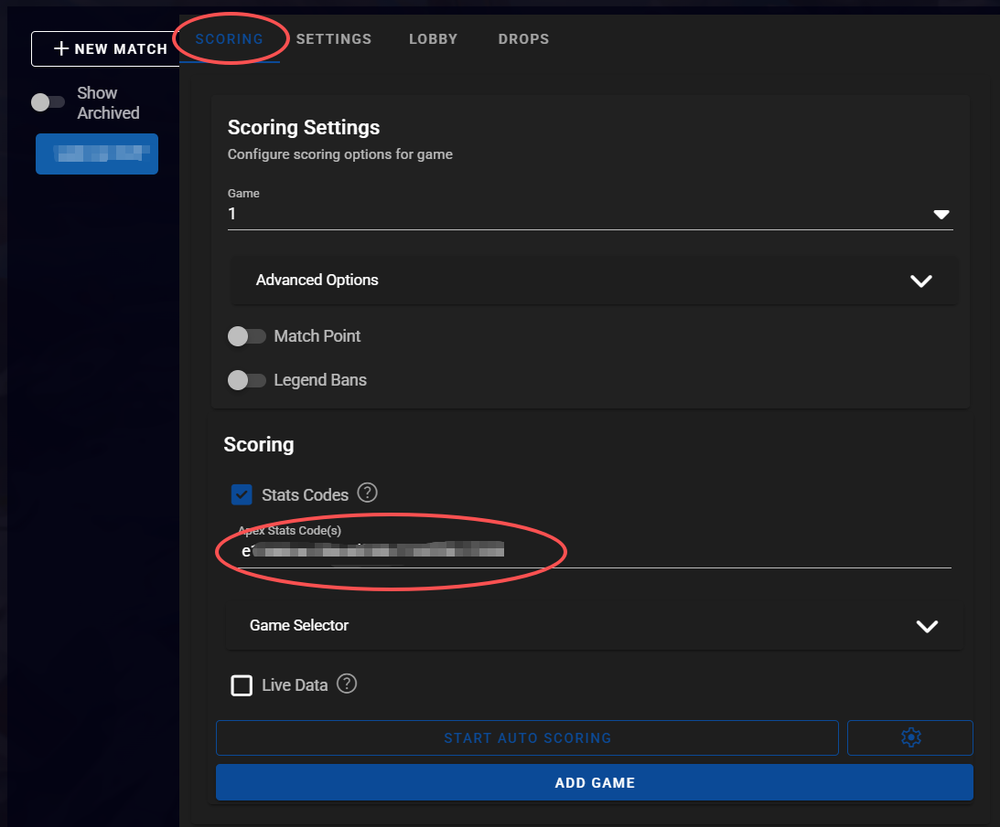 NEW MATCH
Show
Archived
SCORING
SETTINGS
LOBBY
DROPS
Scoring Settings
Configure scoring options for game
Game
1
Advanced Options
Match Point
Legend Bans
Scoring
Stats Codes
Apex Stats Code(s)
Game Selector
Live Data
START AUTO SCORING
ADD GAME